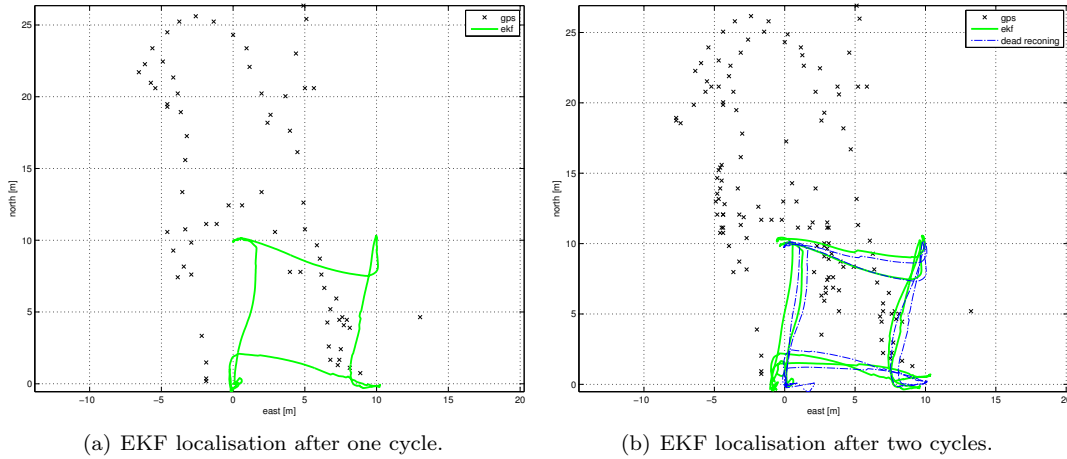 25
20
15
10
5
0
−10
−5
0
5
10
15
20
east [m]
north [m]
gps
ekf
25
20
15
10
5
0
−10
−5
0
5
10
15
20
east [m]
north [m]
gps
ekf
dead reconing
(a) EKF localisation after one cycle.
(b) EKF localisation after two cycles.